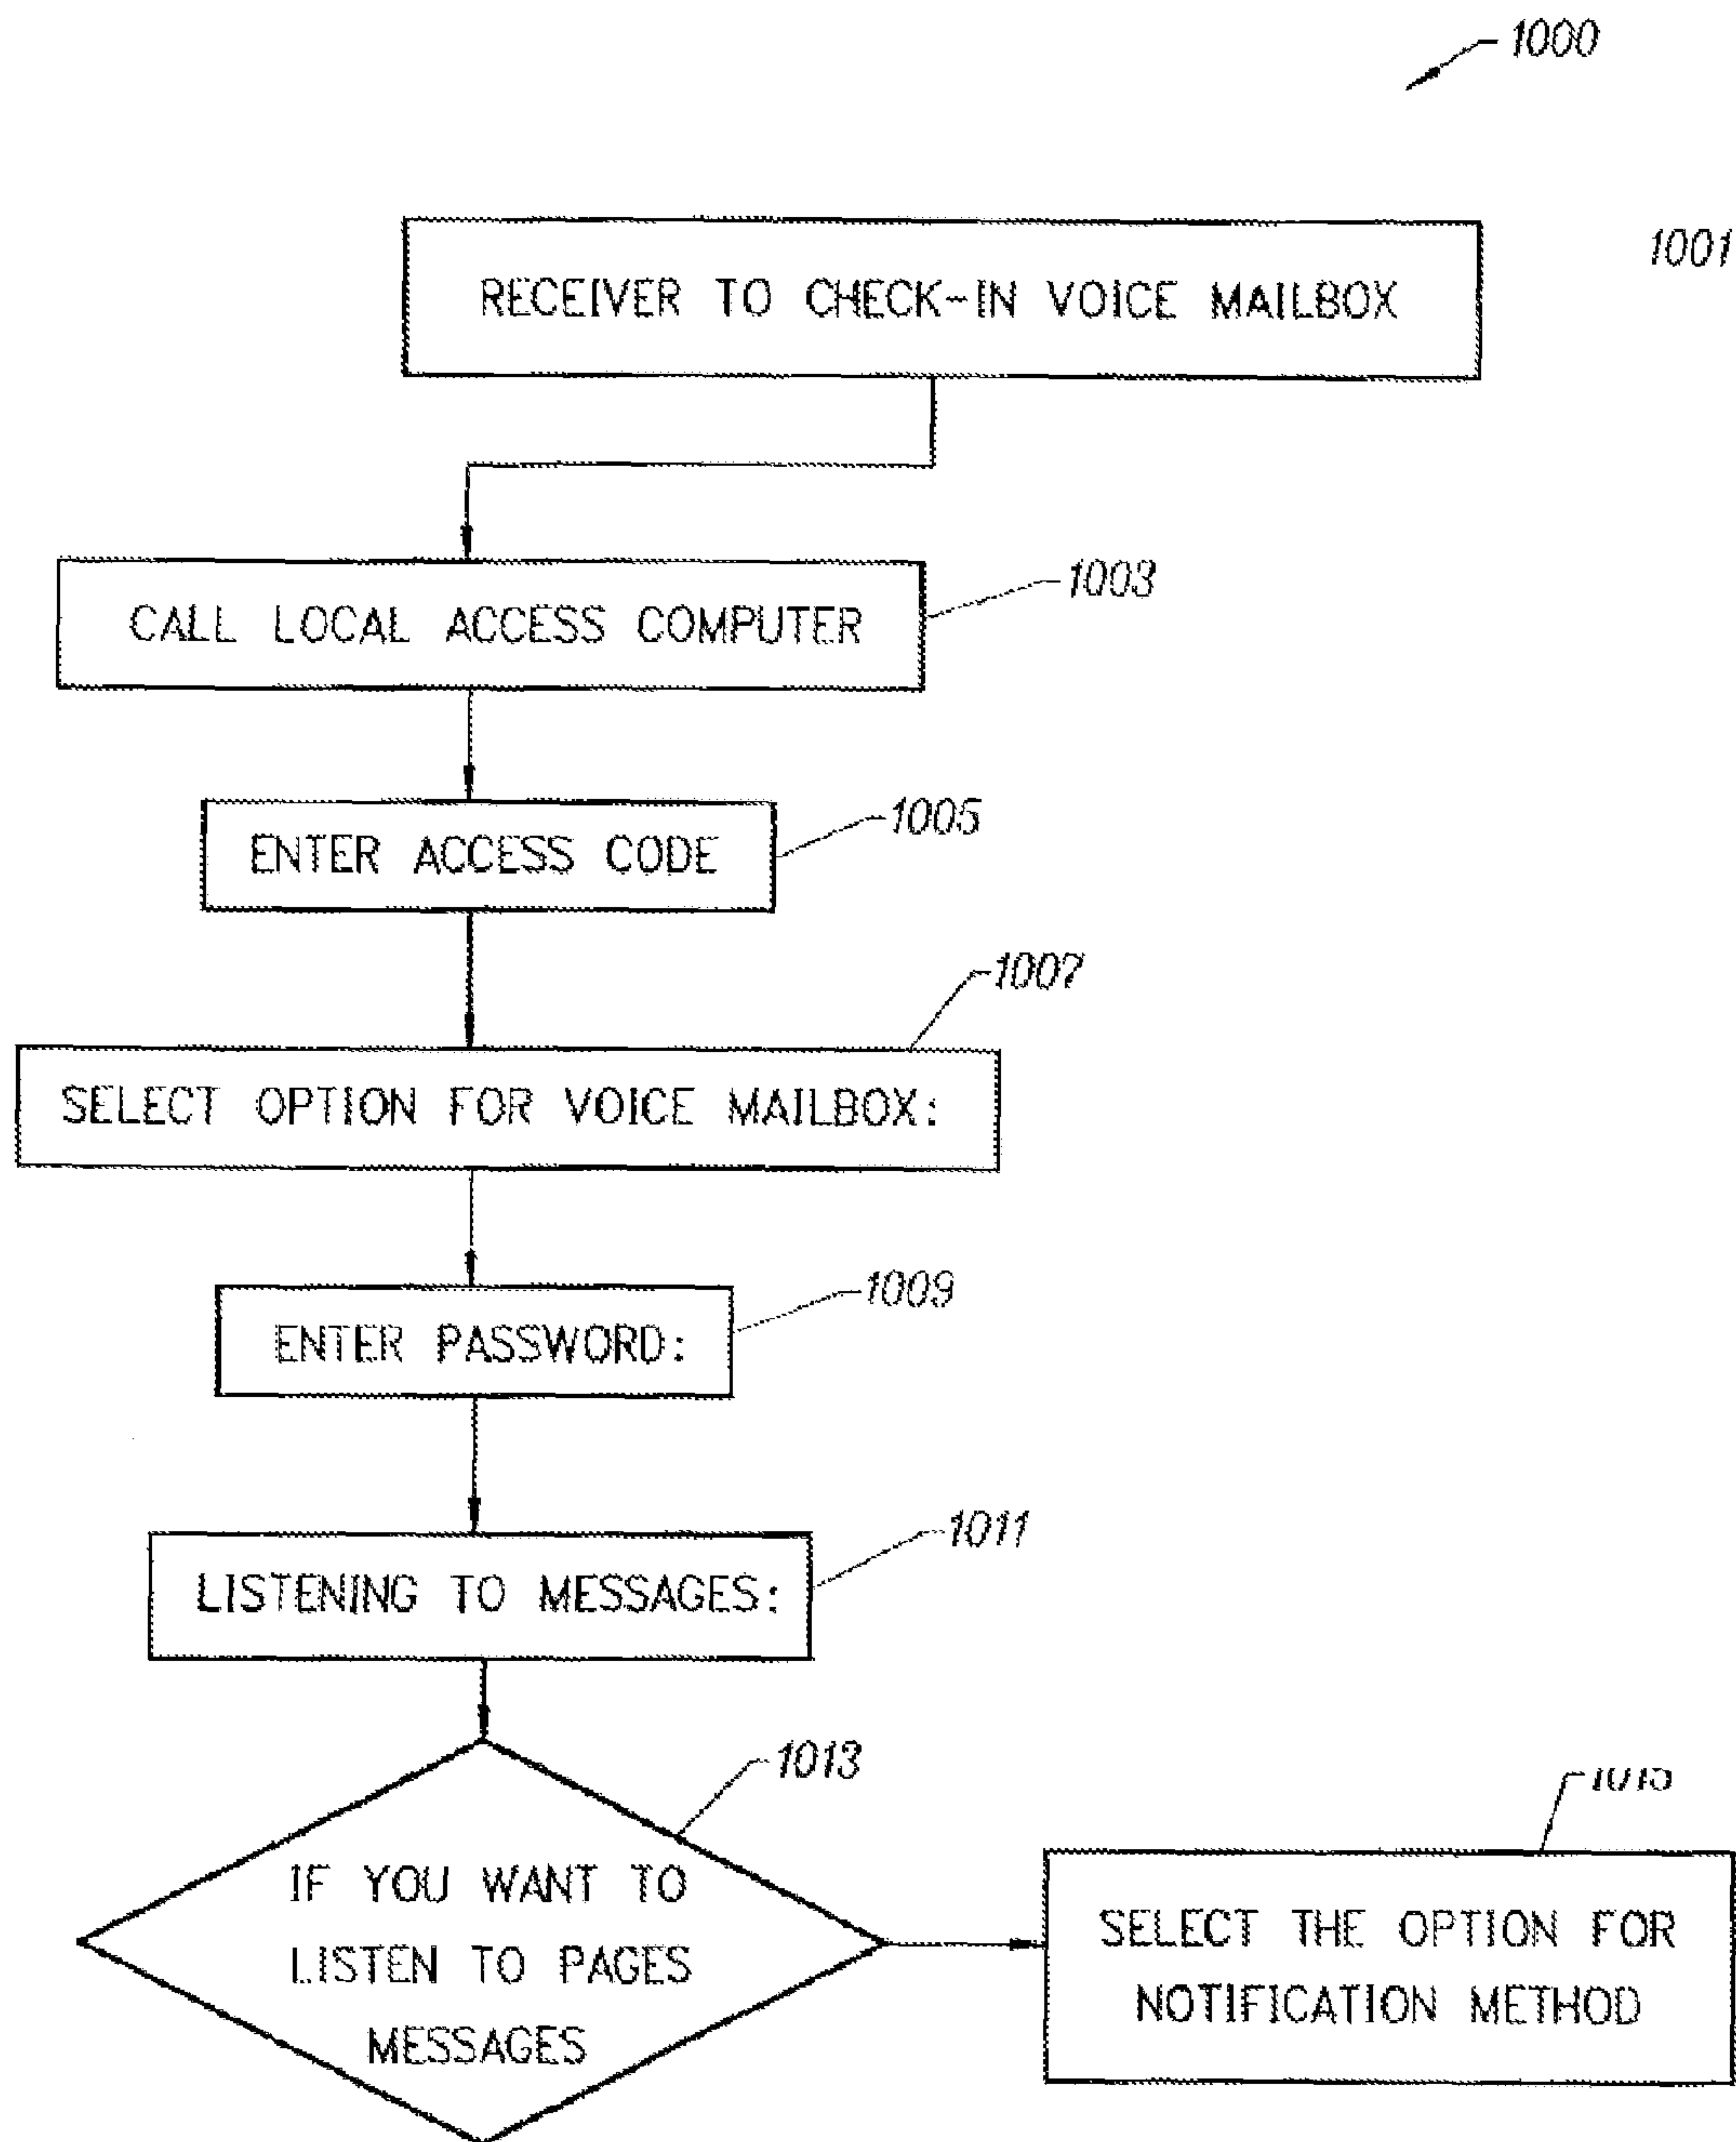 1000
RECEIVER TO CHECK-IN VOICE MAILBOX
1001
CALL LOCAL ACCESS COMPUTER
1003
ENTER ACCESS CODE
1005
1007
SELECT OPTION FOR VOICE MAILBOX:
1009
ENTER PASSWORD:
1011
LISTENING TO MESSAGES:
1013
IF YOU WANT TO
LISTEN TO PAGES
MESSAGES
SELECT THE OPTION FOR
NOTIFICATION METHOD